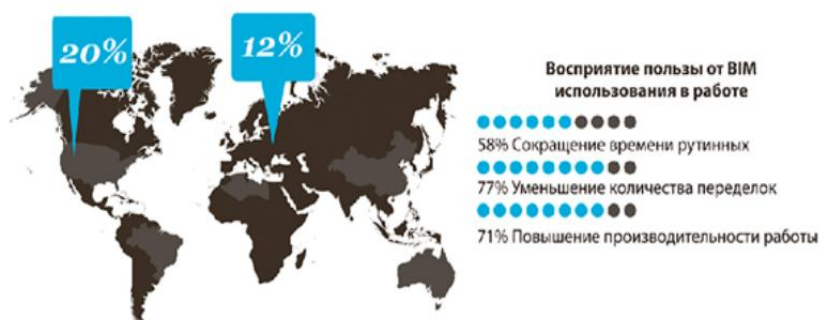 20%
12%
Восприятие пользы от BIM
использования в работе
58% Сокращение времени рутинных
77% Уменьшение количества переделок
71% Повышение производительности работы